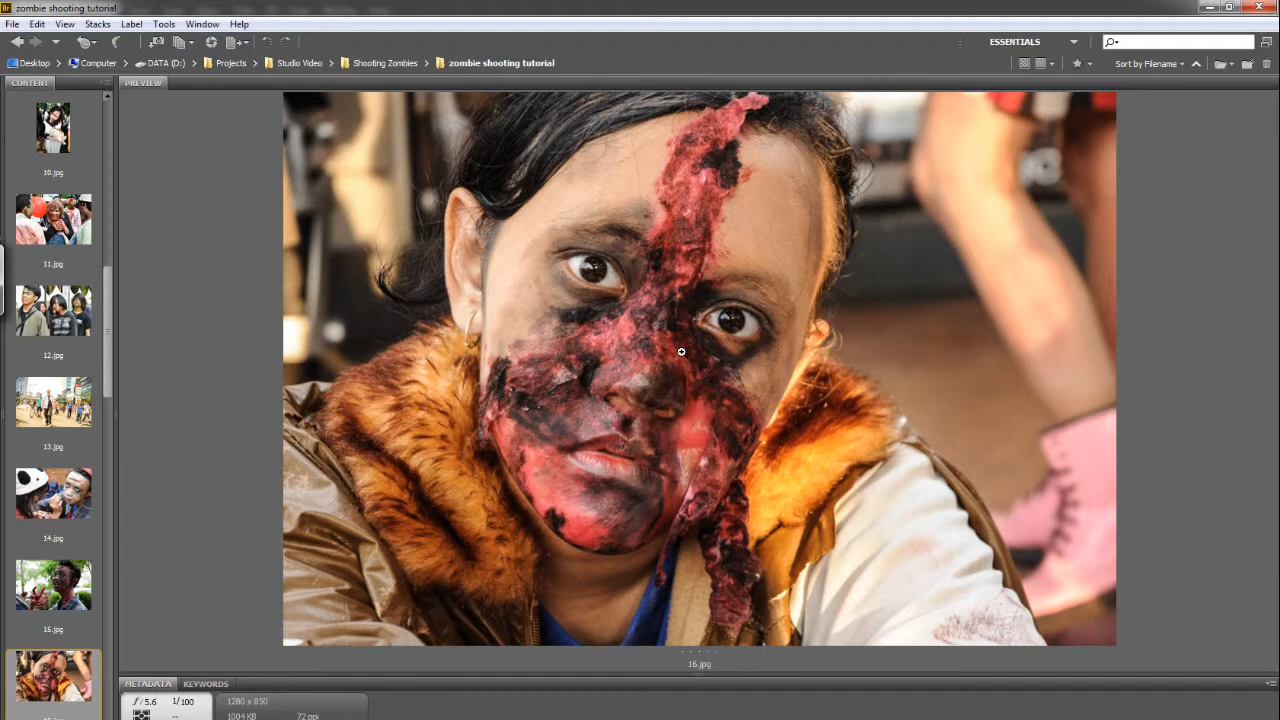 Br zombie shooting tutorial
File Edit View Stacks Label Tools Window Help
ESSENTIALS
Desktop Computer DATA (D:) Projects Studio Video Shooting Zombies zombie shooting tutorial Sort by Filename
CONTENT PREVIEW
10.jpg
11.jpg
12.jpg
13.jpg
14.jpg
15.jpg
16.jpg
METADATA KEYWORDS
f/ 5.6 1/100 1280 x 850
-- 1004 KB 72 ppi